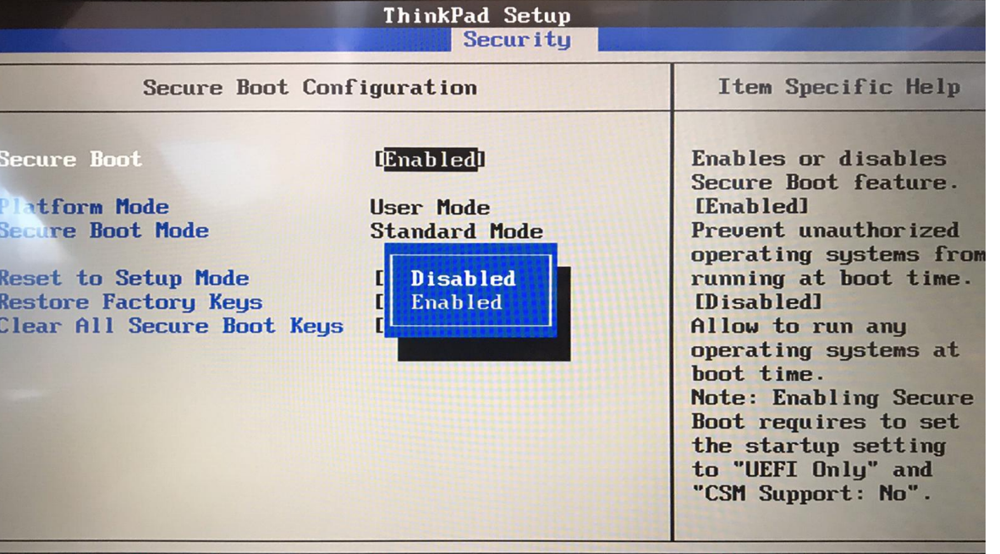 ThinkPad Setup
Security
Secure Boot Configuration
Item Specific Help
Secure Boot [Enabled]
Platform Mode User Mode
Secure Boot Mode Standard Mode
Reset to Setup Mode [
Restore Factory Keys [
Clear All Secure Boot Keys [
Disabled
Enabled
Enables or disables
Secure Boot feature.
[Enabled]
Prevent unauthorized
operating systems from
running at boot time.
[Disabled]
Allow to run any
operating systems at
boot time.
Note: Enabling Secure
Boot requires to set
the startup setting
to "UEFI Only" and
"CSM Support: No".